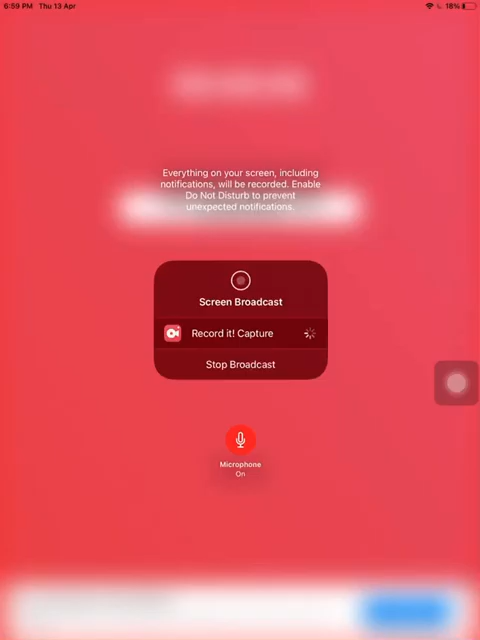 6:59 PM Thu 13 Apr
18%
Everything on your screen, including
notifications, will be recorded. Enable
Do Not Disturb to prevent
unexpected notifications.
Screen Broadcast
Record it! Capture
Stop Broadcast
Microphone
On